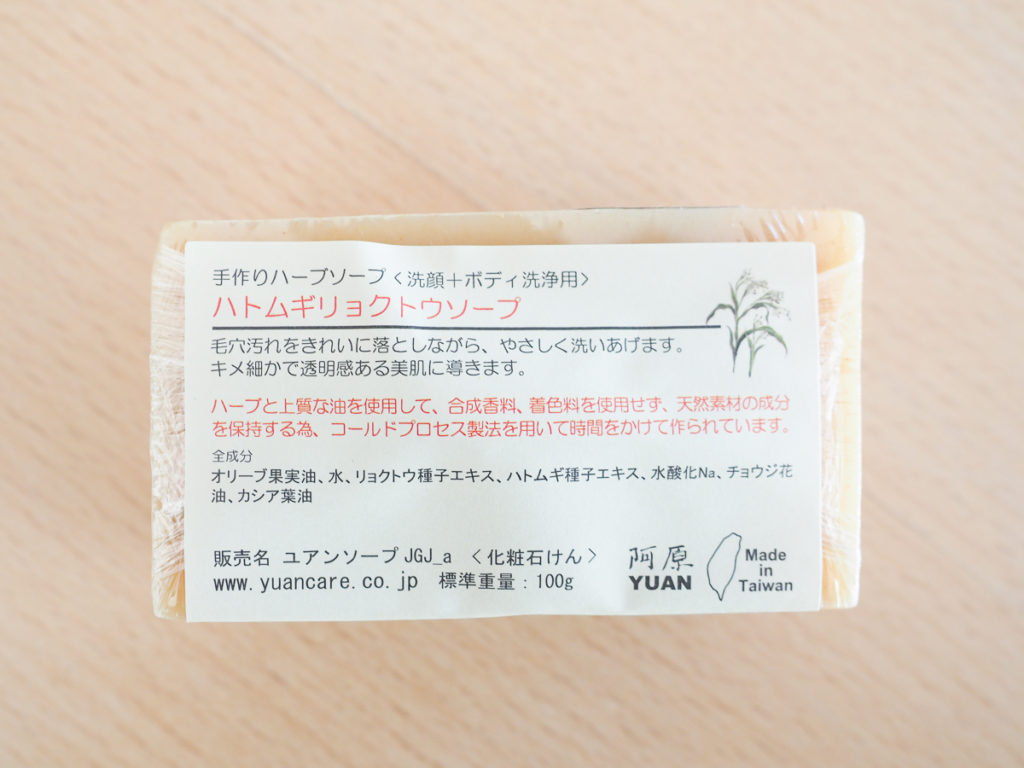 手作りハーブソープ〈洗顔＋ボディ洗浄用〉
ハトムギリョクトウソープ
毛穴汚れをきれいに落としながら、やさしく洗いあげます。
キメ細かで透明感ある美肌に導きます。
ハーブと上質な油を使用して、合成香料、着色料を使用せず、天然素材の成分
を保持する為、コールドプロセス製法を用いて時間をかけて作られています。
全成分
オリーブ果実油、水、リョクトウ種子エキス、ハトムギ種子エキス、水酸化Na、チョウジ花
油、カシア葉油
販売名 ユアンソープJGJ_a 〈化粧石けん〉
www.yuancare.co.jp 標準重量：100g
阿原
YUAN
Made
in
Taiwan